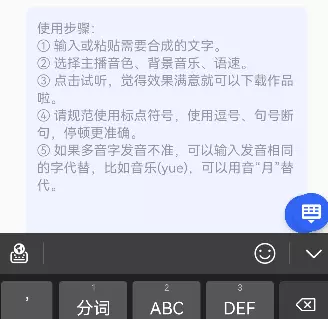 使用步骤：
① 输入或粘贴需要合成的文字。
② 选择主播音色、背景音乐、语速。
③ 点击试听，觉得效果满意就可以下载作品
啦。
④ 请规范使用标点符号，使用逗号、句号断
句，停顿更准确。
⑤ 如果多音字发音不准，可以输入发音相同
的字代替，比如音乐(yue)，可以用音“月”替
代。
1 2 3
, 分词 ABC DEF